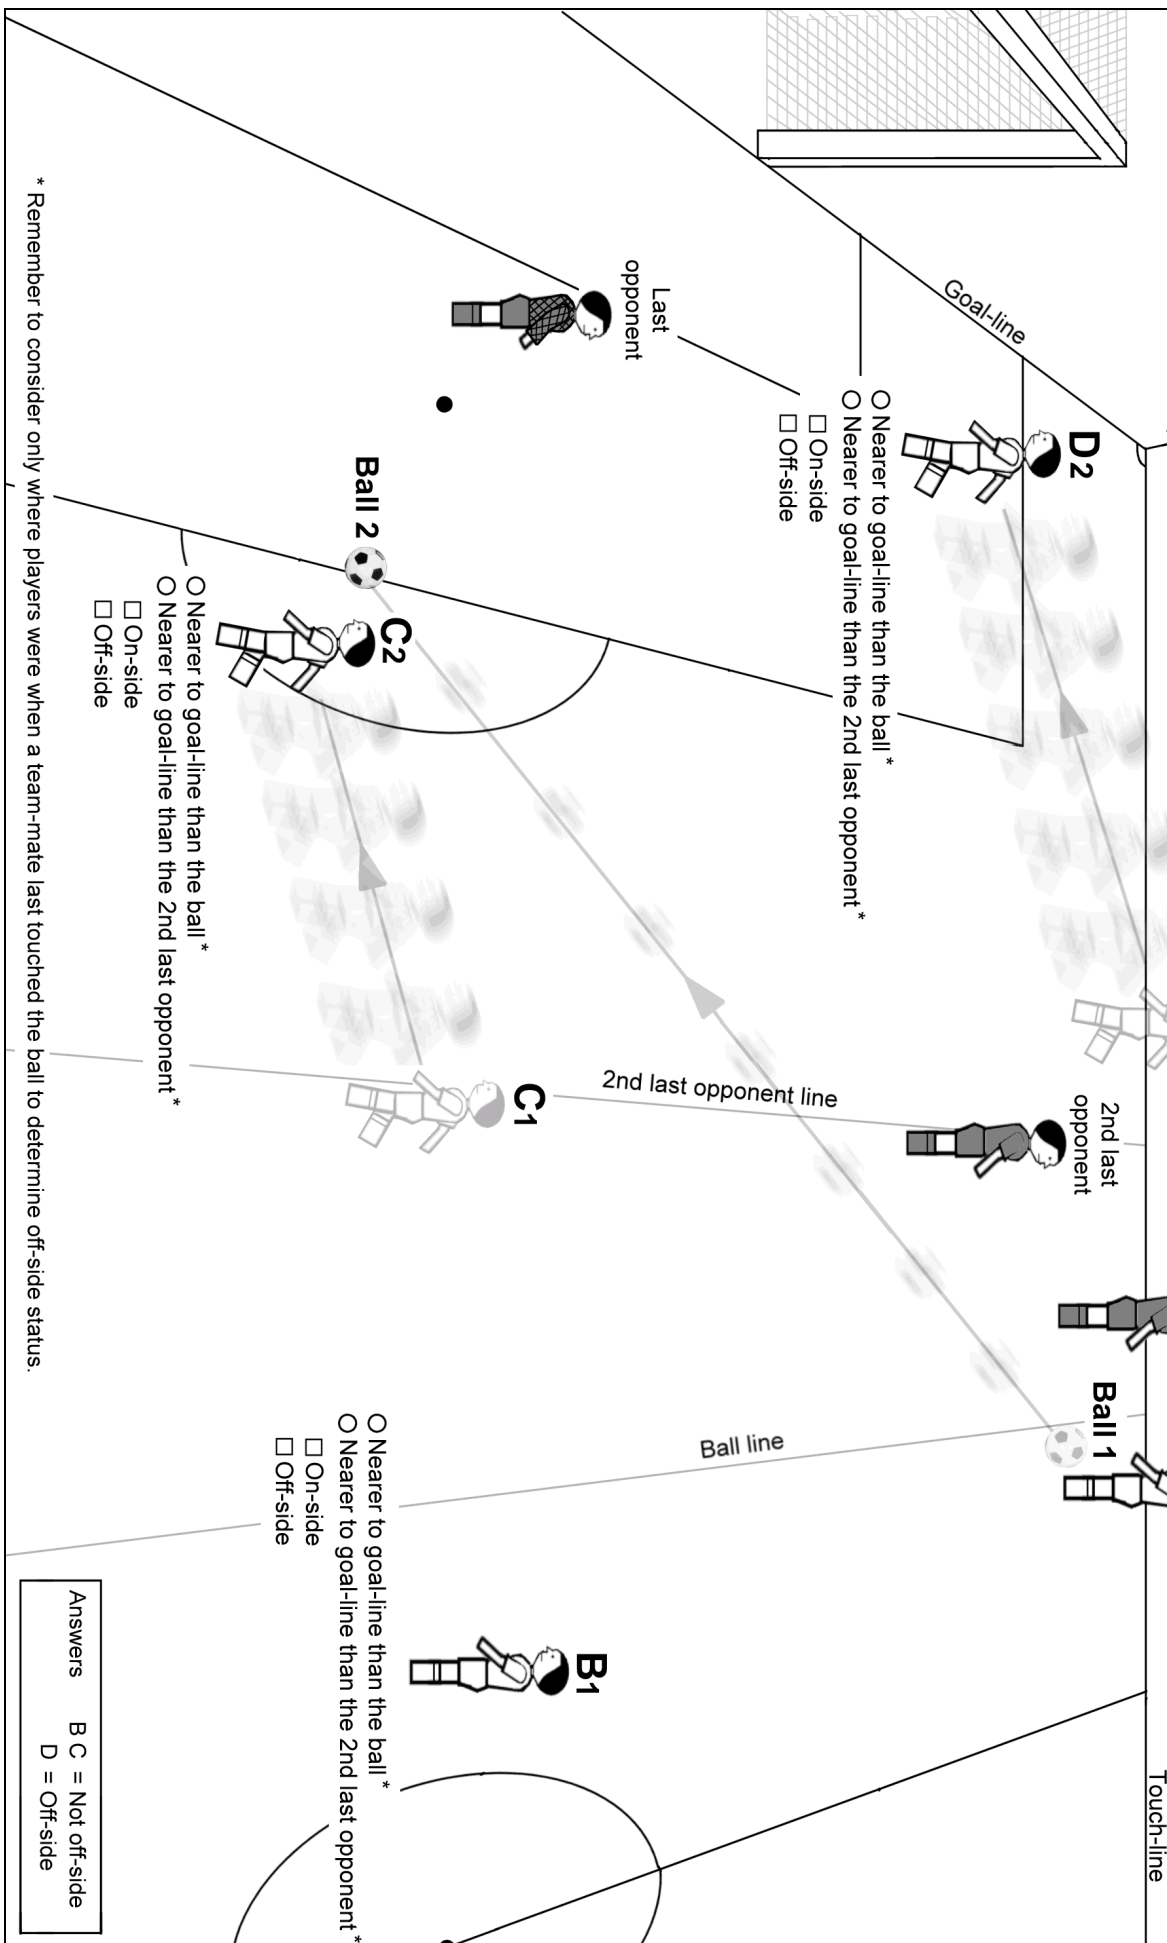 Touch-line
Goal-line
D2
Last
opponent
○ Nearer to goal-line than the ball *
○ Nearer to goal-line than the 2nd last opponent *
□ On-side
□ Off-side
2nd last
opponent
Ball 1
2nd last opponent line
C1
Ball line
Ball 2
C2
○ Nearer to goal-line than the ball *
○ Nearer to goal-line than the 2nd last opponent *
□ On-side
□ Off-side
B1
○ Nearer to goal-line than the ball *
○ Nearer to goal-line than the 2nd last opponent *
□ On-side
□ Off-side
Answers B C = Not off-side
D = Off-side
* Remember to consider only where players were when a team-mate last touched the ball to determine off-side status.